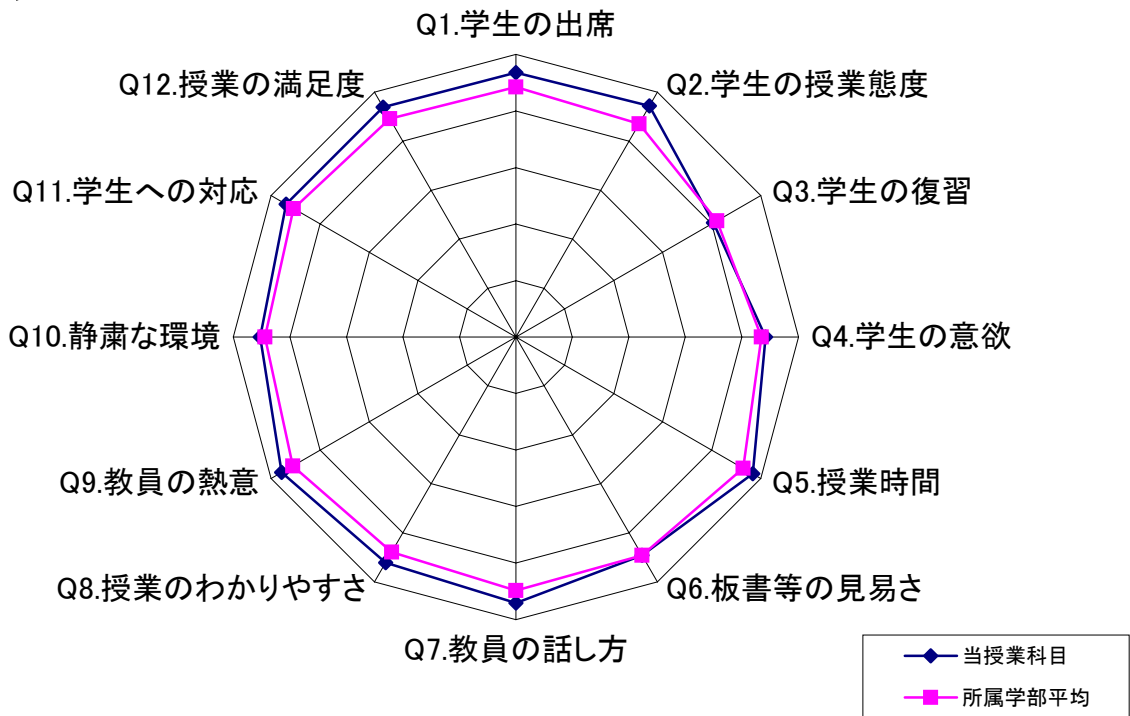 Q1.学生の出席
Q2.学生の授業態度
Q3.学生の復習
Q4.学生の意欲
Q5.授業時間
Q6.板書等の見易さ
Q7.教員の話し方
Q8.授業のわかりやすさ
Q9.教員の熱意
Q10.静粛な環境
Q11.学生への対応
Q12.授業の満足度
当授業科目
所属学部平均